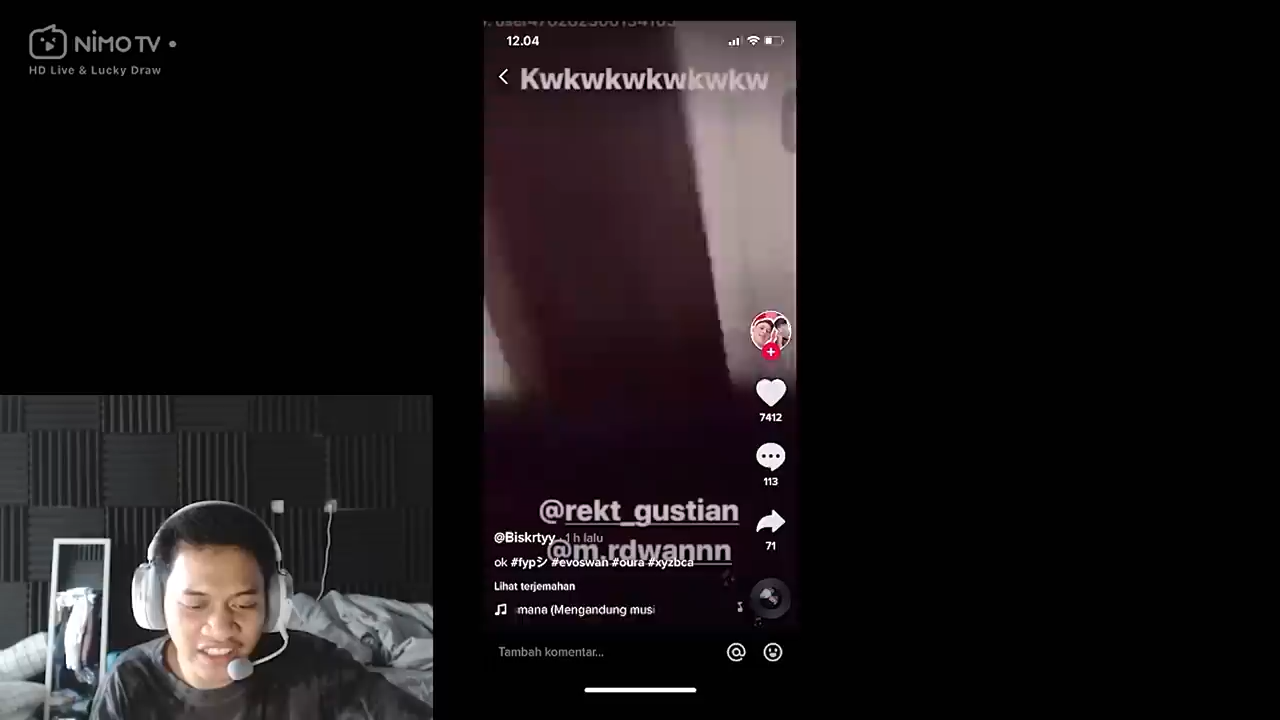 NIMO TV
HD Live & Lucky Draw
12.04
Kwkwkwkwkwkw
7412
113
@rekt_gustian
@Biskrtyy · 1 h lalu
@m.rdwannn
71
ok #fypシ #evoswan #oura #xyzbca
Lihat terjemahan
mana (Mengandung musi
Tambah komentar...